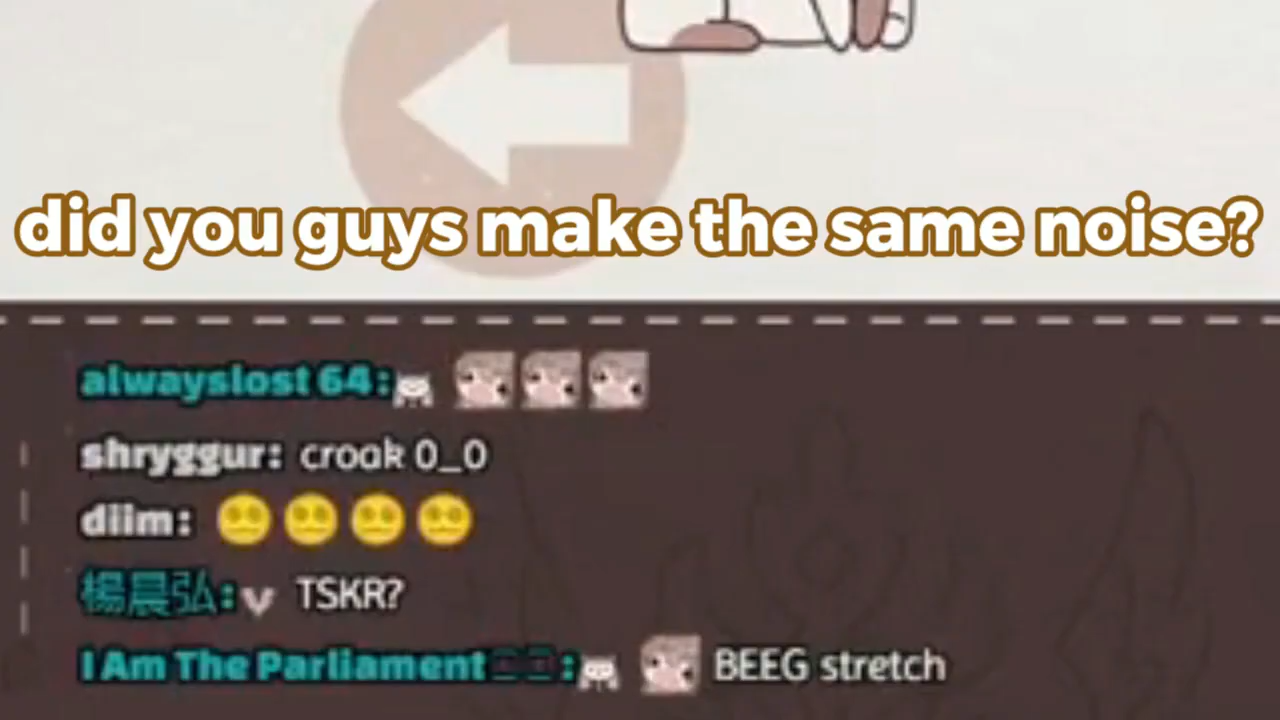 did you guys make the same noise?
alwayslost 64:
shryggur: croak 0_0
diim:
楊晨弘: TSKR?
I Am The Parliament: BEEG stretch